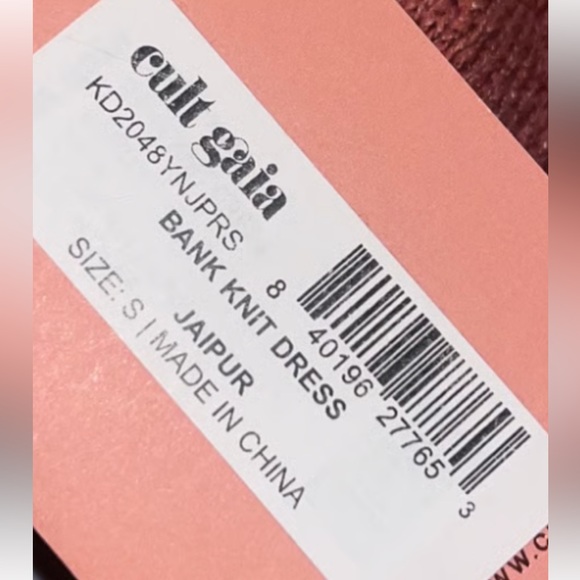 cult gaia
KD2048YNJPRS
BANK KNIT DRESS
JAIPUR
SIZE: S | MADE IN CHINA
8 40196 27765 3